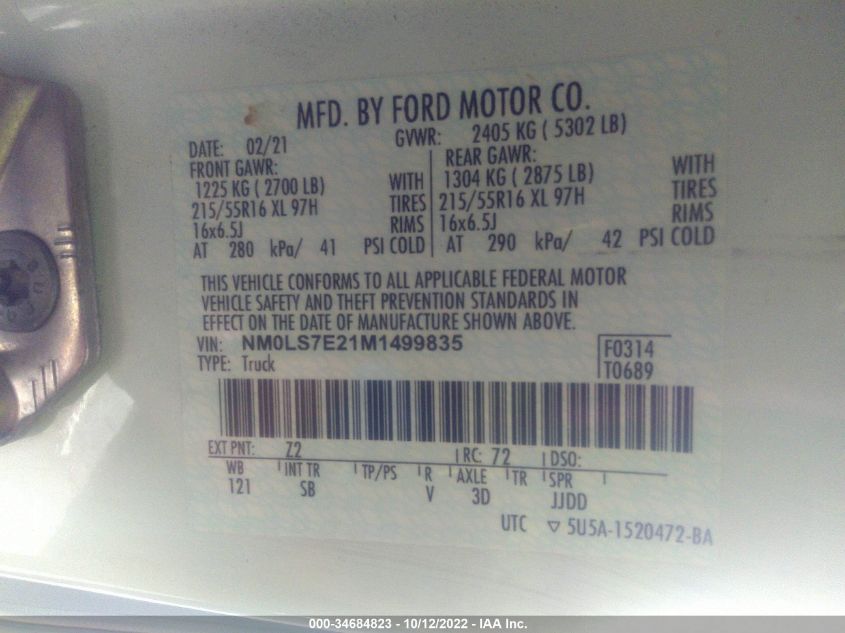 MFD. BY FORD MOTOR CO.
DATE: 02/21 GVWR: 2405 KG ( 5302 LB)
FRONT GAWR: REAR GAWR:
1225 KG ( 2700 LB) WITH 1304 KG ( 2875 LB) WITH
215/55R16 XL 97H TIRES 215/55R16 XL 97H TIRES
16x6.5J RIMS 16x6.5J RIMS
AT 280 kPa/ 41 PSI COLD AT 290 kPa/ 42 PSI COLD
THIS VEHICLE CONFORMS TO ALL APPLICABLE FEDERAL MOTOR
VEHICLE SAFETY AND THEFT PREVENTION STANDARDS IN
EFFECT ON THE DATE OF MANUFACTURE SHOWN ABOVE.
VIN: NM0LS7E21M1499835 F0314
TYPE: Truck T0689
EXT PNT: Z2 RC: 72 DSO:
WB INT TR TP/PS R AXLE TR SPR
121 SB V 3D JJDD
UTC ▽ 5U5A-1520472-BA
000-34684823 - 10/12/2022 - IAA Inc.